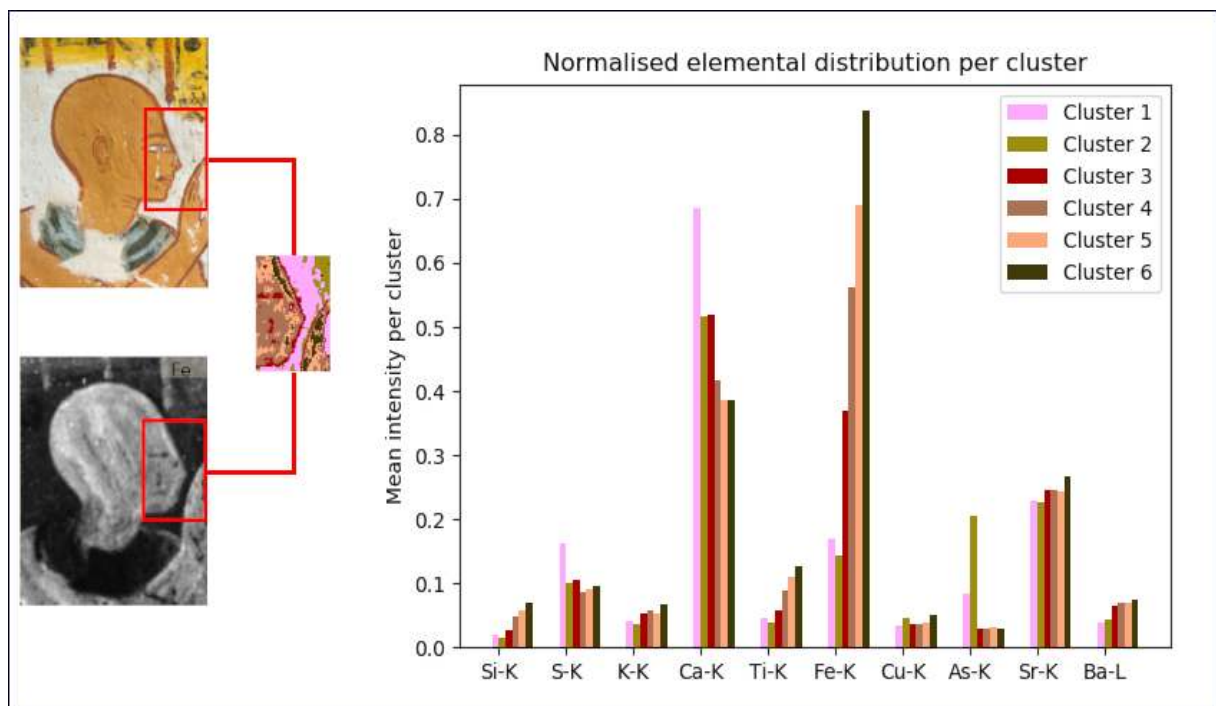 Fe
Normalised elemental distribution per cluster
Mean intensity per cluster
0.8
0.7
0.6
0.5
0.4
0.3
0.2
0.1
0.0
Si-K S-K K-K Ca-K Ti-K Fe-K Cu-K As-K Sr-K Ba-L
Cluster 1
Cluster 2
Cluster 3
Cluster 4
Cluster 5
Cluster 6